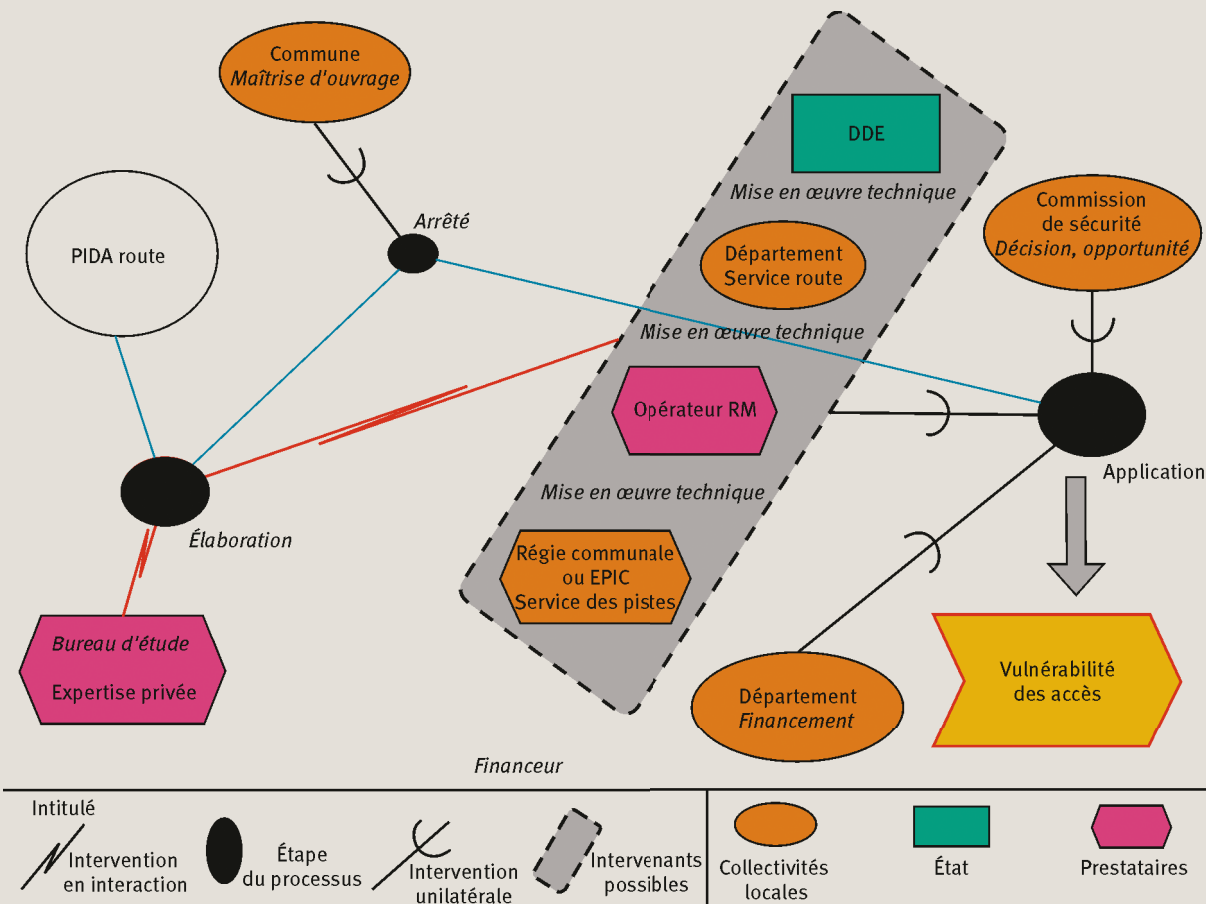 Commune
Maîtrise d'ouvrage
PIDA route
Arrêté
DDE
Mise en œuvre technique
Département
Service route
Mise en œuvre technique
Commission
de sécurité
Décision, opportunité
Opérateur RM
Application
Mise en œuvre technique
Élaboration
Régie communale
ou EPIC
Service des pistes
Bureau d'étude
Expertise privée
Département
Financement
Vulnérabilité
des accès
Financeur
Intitulé
Intervention
en interaction
Étape
du processus
Intervention
unilatérale
Intervenants
possibles
Collectivités
locales
État
Prestataires